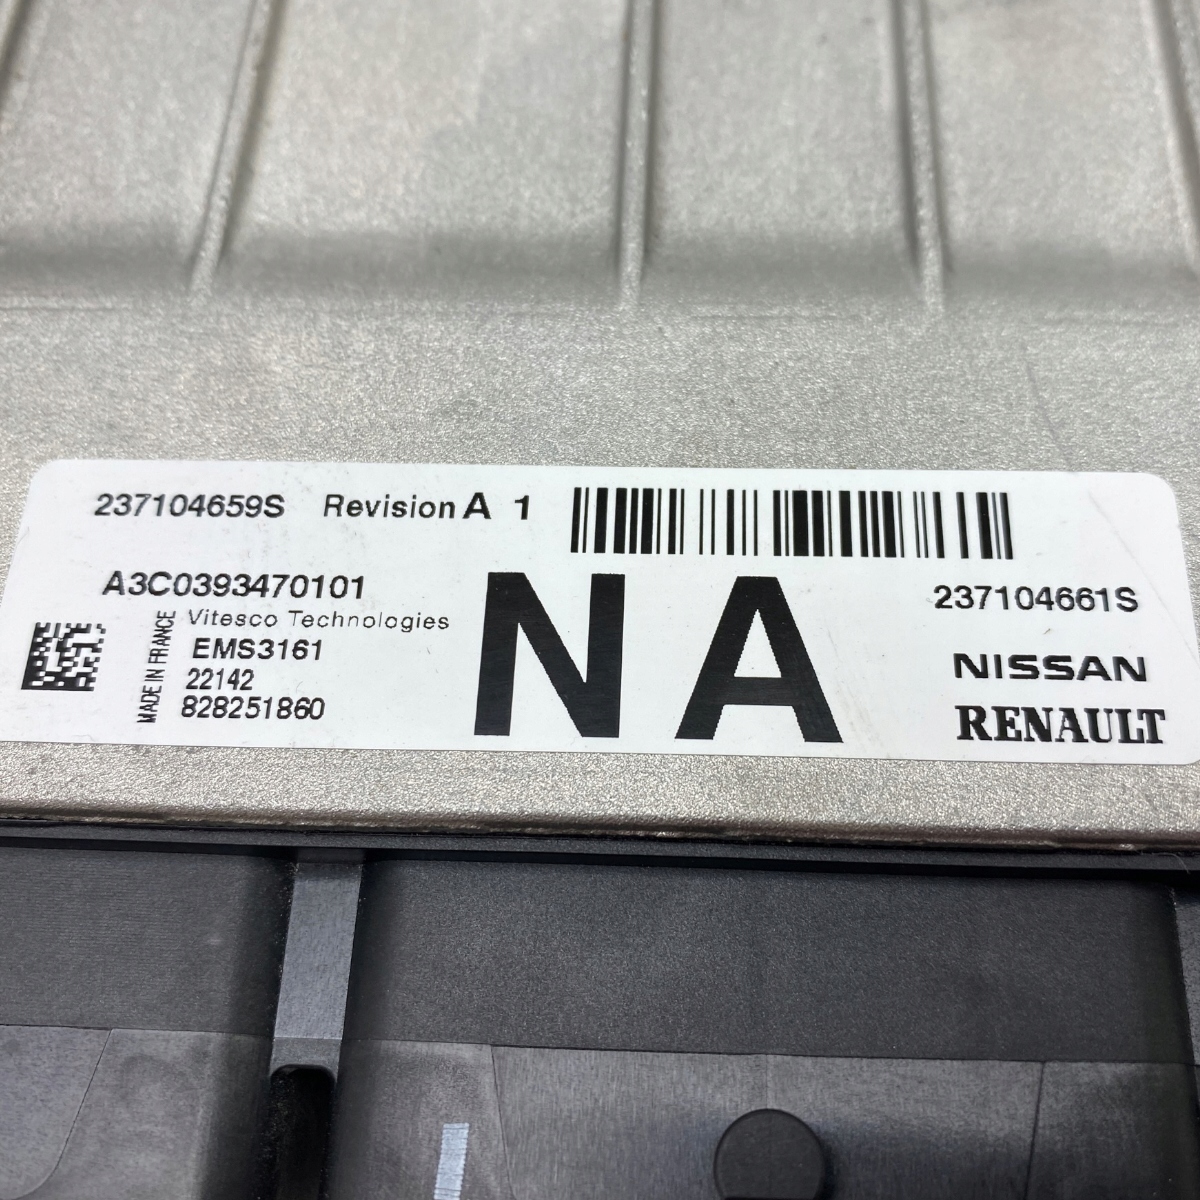 237104659S Revision A 1
A3C0393470101
Vitesco Technologies
EMS3161
22142
828251860
MADE IN FRANCE
NA
237104661S
NISSAN
RENAULT